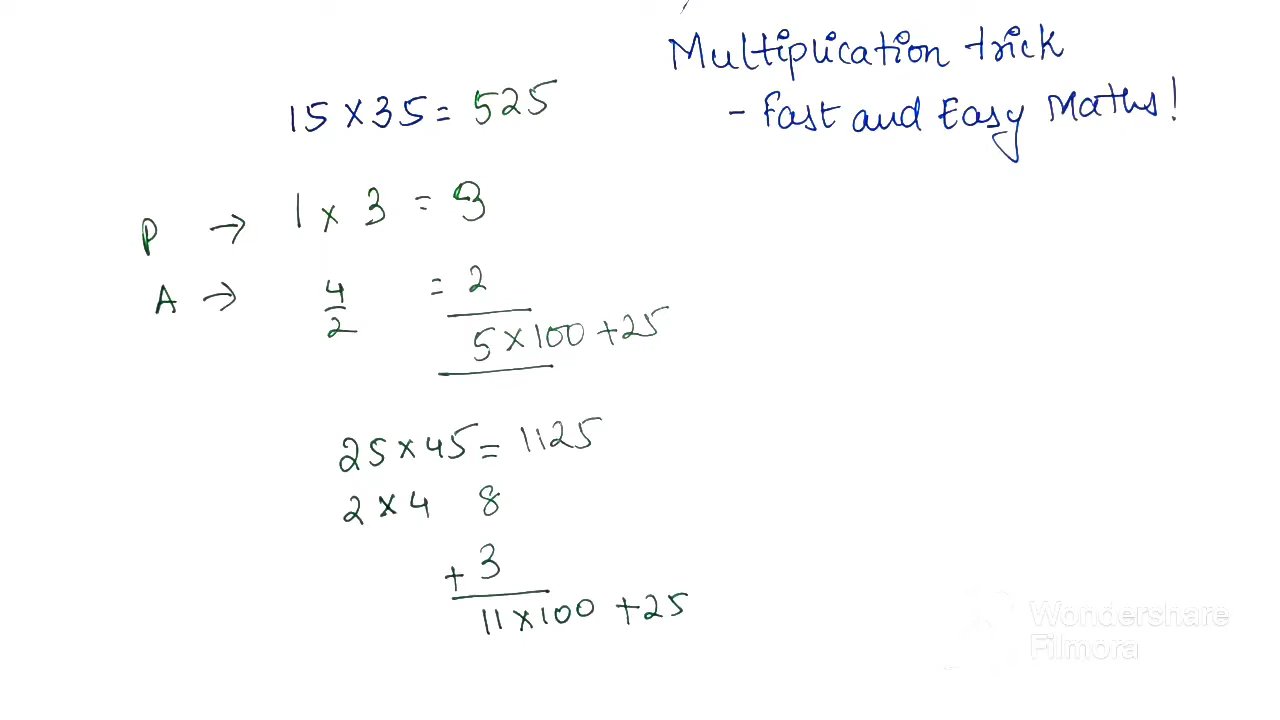 Multiplication trick
- Fast and Easy Maths!
15 × 35 = 525
P → 1 × 3 = 3
A → 4/2 = 2
5 × 100 + 25
25 × 45 = 1125
2 × 4 8
+ 3
11 × 100 + 25
Wondershare
Filmora